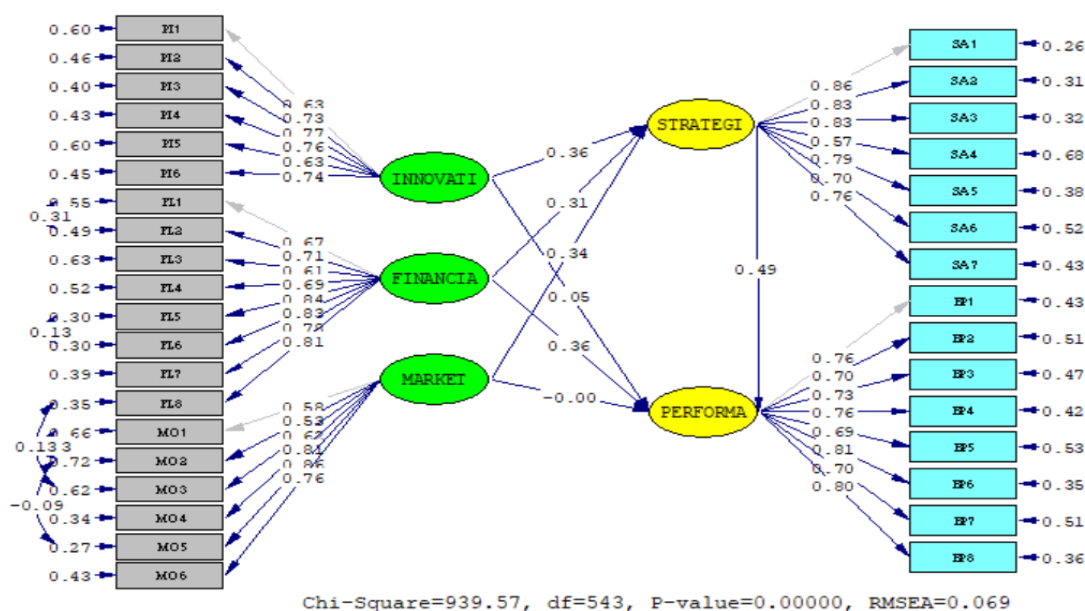 0.60 PI1
0.46 PI2
0.40 PI3
0.43 PI4
0.60 PI5
0.45 PI6
0.55 FL1
0.31
0.49 FL2
0.63 FL3
0.52 FL4
0.30 FL5
0.13
0.30 FL6
0.39 FL7
0.35 FL8
0.66 MO1
0.72 MO2
0.62 MO3
-0.09
0.34 MO4
0.27 MO5
0.43 MO6
0.63
0.73
0.77
0.76
0.63
0.74
0.67
0.71
0.61
0.69
0.84
0.83
0.78
0.81
0.58
0.53
0.62
0.81
0.86
0.76
INNOVATI
FINANCIA
MARKET
0.36
0.31
0.34
0.05
0.36
-0.00
STRATEGI
0.49
PERFORMA
0.86
0.83
0.83
0.57
0.79
0.70
0.76
0.76
0.70
0.73
0.76
0.69
0.81
0.70
0.80
SA1 0.26
SA2 0.31
SA3 0.32
SA4 0.68
SA5 0.38
SA6 0.52
SA7 0.43
BP1 0.43
BP2 0.51
BP3 0.47
BP4 0.42
BP5 0.53
BP6 0.35
BP7 0.51
BP8 0.36
Chi-Square=939.57, df=543, P-value=0.00000, RMSEA=0.069